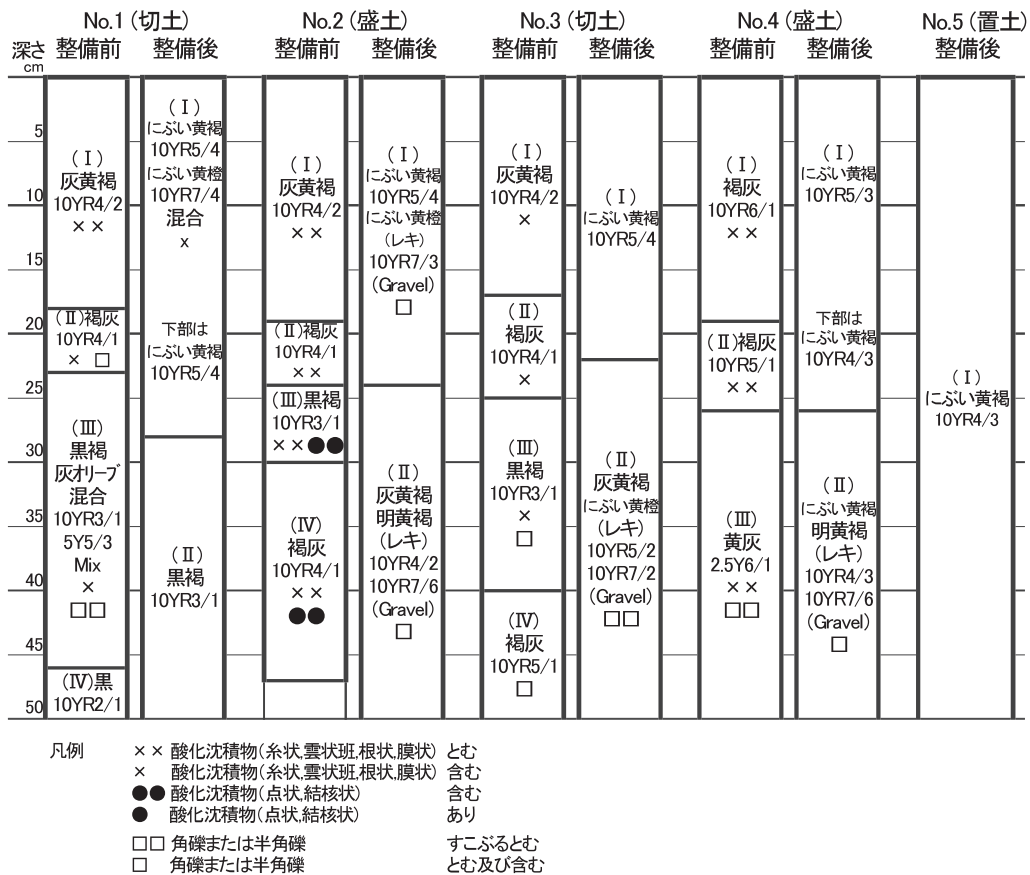 No.1 (切土)
No.2 (盛土)
No.3 (切土)
No.4 (盛土)
No.5 (置土)
深さ
cm
整備前
整備後
整備前
整備後
整備前
整備後
整備前
整備後
整備後
5
10
15
20
25
30
35
40
45
50
(Ⅰ)
灰黄褐
10YR4/2
××
(Ⅱ)褐灰
10YR4/1
× □
(Ⅲ)
黒褐
灰オリーブ
混合
10YR3/1
5Y5/3
Mix
×
□□
(Ⅳ)黒
10YR2/1
(Ⅰ)
にぶい黄褐
10YR5/4
にぶい黄橙
10YR7/4
混合
x
下部は
にぶい黄褐
10YR5/4
(Ⅱ)
黒褐
10YR3/1
(Ⅰ)
灰黄褐
10YR4/2
××
(Ⅱ)褐灰
10YR4/1
××
(Ⅲ)黒褐
10YR3/1
××●●
(Ⅳ)
褐灰
10YR4/1
××
●●
(Ⅰ)
にぶい黄褐
10YR5/4
にぶい黄橙
(レキ)
10YR7/3
(Gravel)
□
(Ⅱ)
灰黄褐
明黄褐
(レキ)
10YR4/2
10YR7/6
(Gravel)
□
(Ⅰ)
灰黄褐
10YR4/2
×
(Ⅱ)
褐灰
10YR4/1
×
(Ⅲ)
黒褐
10YR3/1
×
□
(Ⅳ)
褐灰
10YR5/1
□
(Ⅰ)
にぶい黄褐
10YR5/4
(Ⅱ)
灰黄褐
にぶい黄橙
(レキ)
10YR5/2
10YR7/2
(Gravel)
□□
(Ⅰ)
褐灰
10YR6/1
××
(Ⅱ)褐灰
10YR5/1
××
(Ⅲ)
黄灰
2.5Y6/1
××
□□
(Ⅰ)
にぶい黄褐
10YR5/3
下部は
にぶい黄褐
10YR4/3
(Ⅱ)
にぶい黄褐
明黄褐
(レキ)
10YR4/3
10YR7/6
(Gravel)
□
(Ⅰ)
にぶい黄褐
10YR4/3
凡例
×× 酸化沈積物(糸状,雲状斑,根状,膜状) とむ
× 酸化沈積物(糸状,雲状斑,根状,膜状) 含む
●● 酸化沈積物(点状,結核状) 含む
● 酸化沈積物(点状,結核状) あり
□□ 角礫または半角礫 すこぶるとむ
□ 角礫または半角礫 とむ及び含む